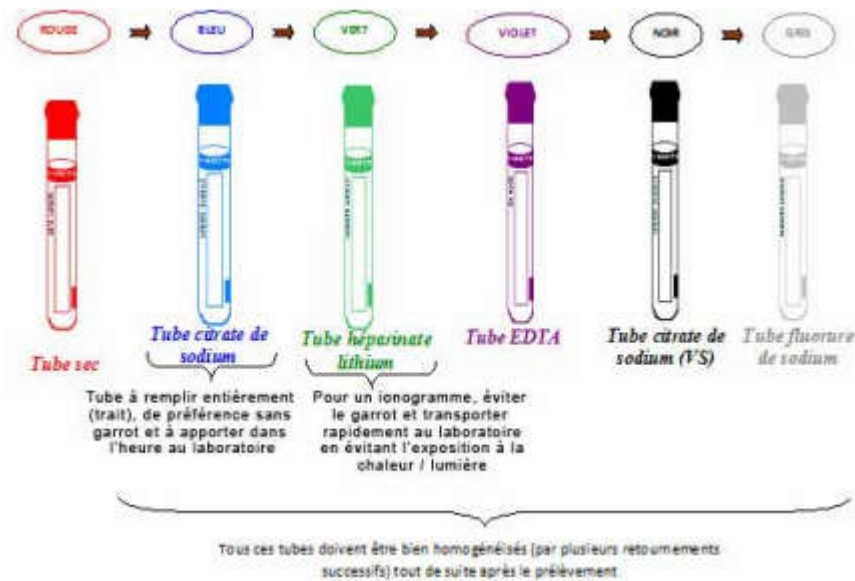 ROUGE
BLEU
VERT
VIOLET
NOIR
GRIS
Tube sec
Tube citrate de
sodium
Tube héparinate
lithium
Tube EDTA
Tube citrate de
sodium (VS)
Tube fluorure
de sodium
Tube à remplir entièrement
(trait), de préférence sans
garrot et à apporter dans
l'heure au laboratoire
Pour un ionogramme, éviter
le garrot et transporter
rapidement au laboratoire
en évitant l'exposition à la
chaleur / lumière
Tous ces tubes doivent être bien homogénéisés (par plusieurs retournements
successifs) tout de suite après le prélèvement